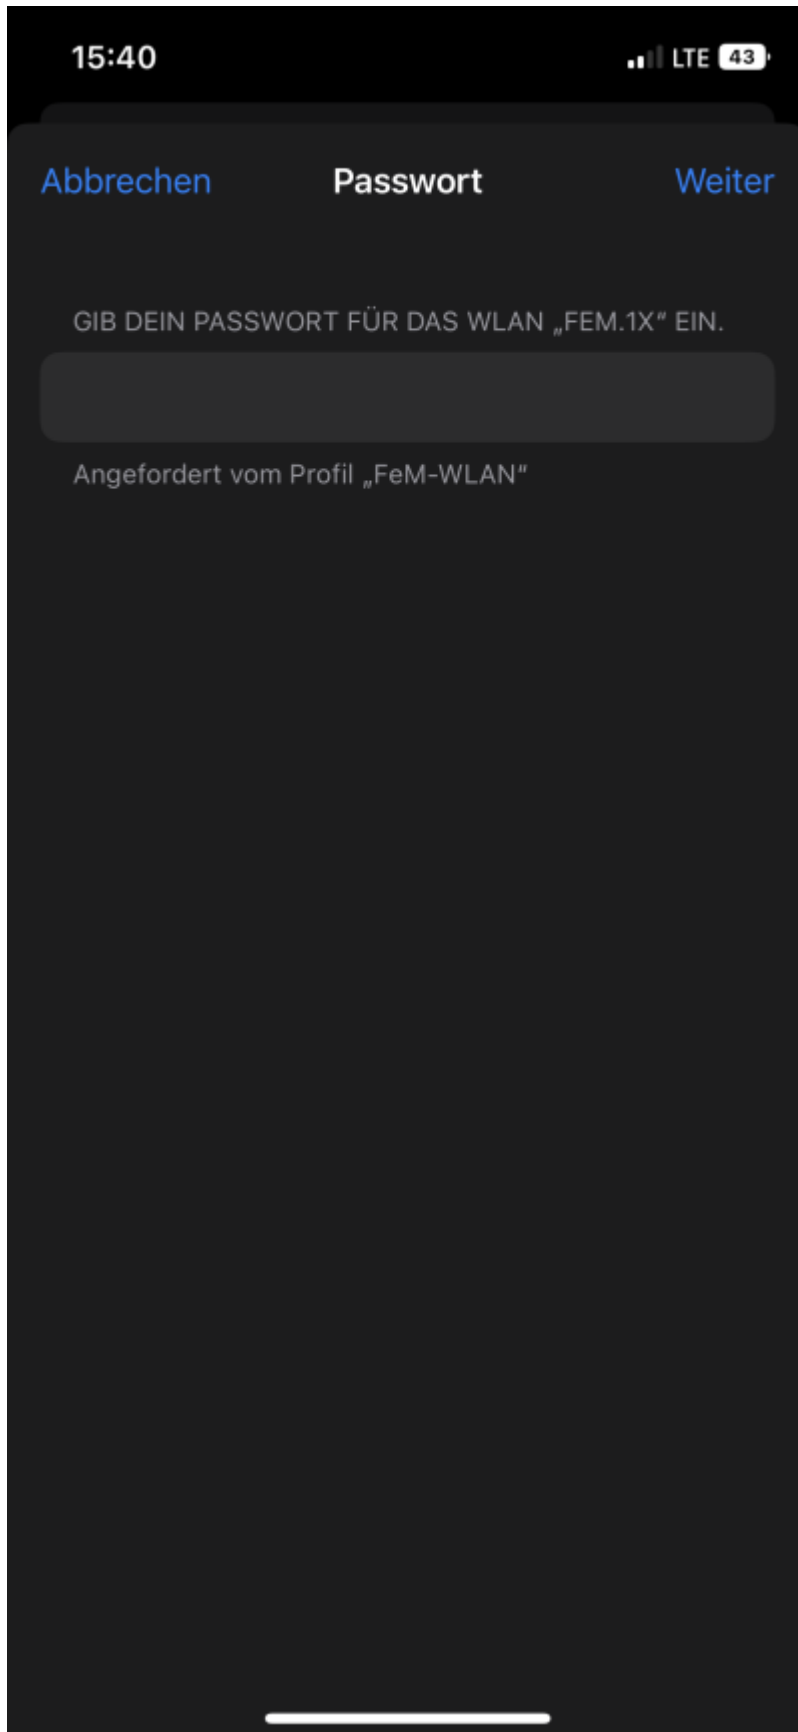 15:40 LTE 43
Abbrechen Passwort Weiter
GIB DEIN PASSWORT FÜR DAS WLAN „FEM.1X“ EIN.
Angefordert vom Profil „FeM-WLAN“